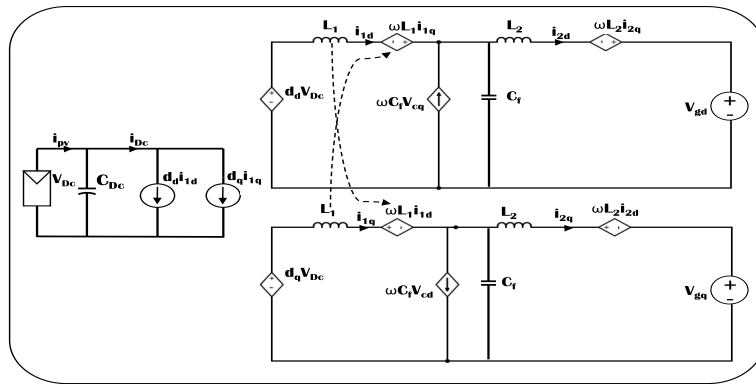 L1 i1d ωL1i1q L2 i2d ωL2i2q
ddVDc ωCfVcq Cf Vgd
ipy iDc
VDc CDc ddi1d dqi1q
L1 i1q ωL1i1d L2 i2q ωL2i2d
dqVDc ωCfVcd Cf Vgq